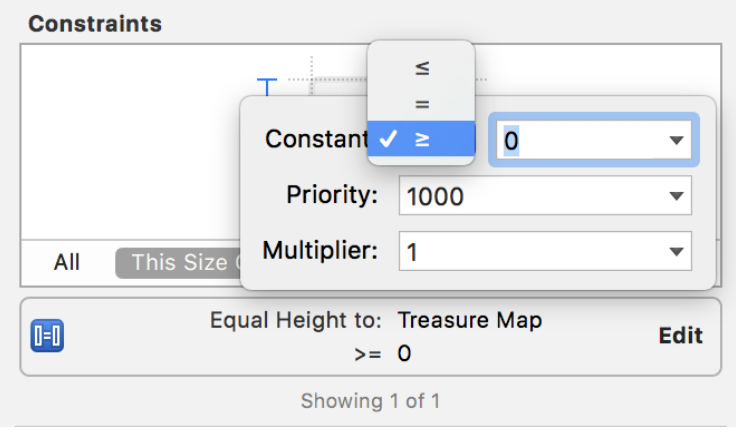 Constraints
≤
=
Constant ✓ ≥ 0
Priority: 1000
Multiplier: 1
All This Size
Equal Height to: Treasure Map Edit
>= 0
Showing 1 of 1